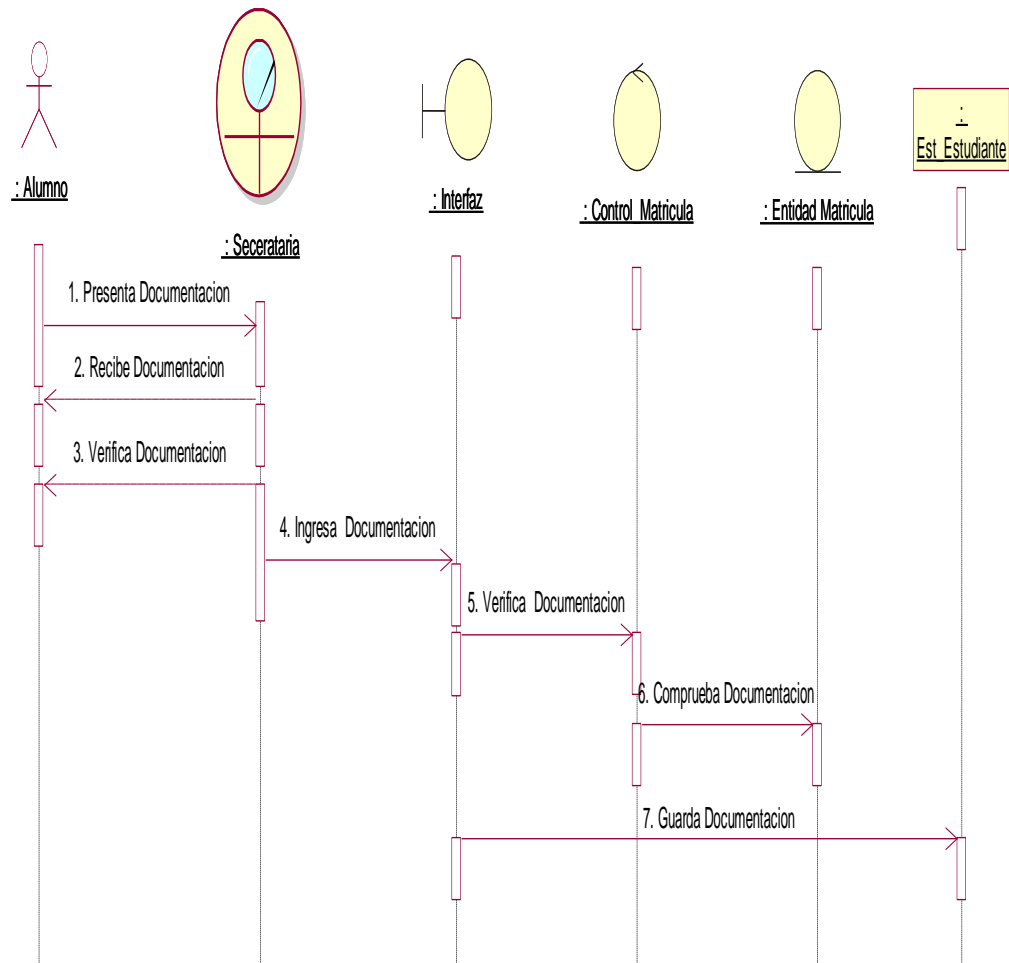 : Alumno
: Secerataria
: Interfaz
: Control Matricula
: Entidad Matricula
:
Est_Estudiante
1. Presenta Documentacion
2. Recibe Documentacion
3. Verifica Documentacion
4. Ingresa Documentacion
5. Verifica Documentacion
6. Comprueba Documentacion
7. Guarda Documentacion